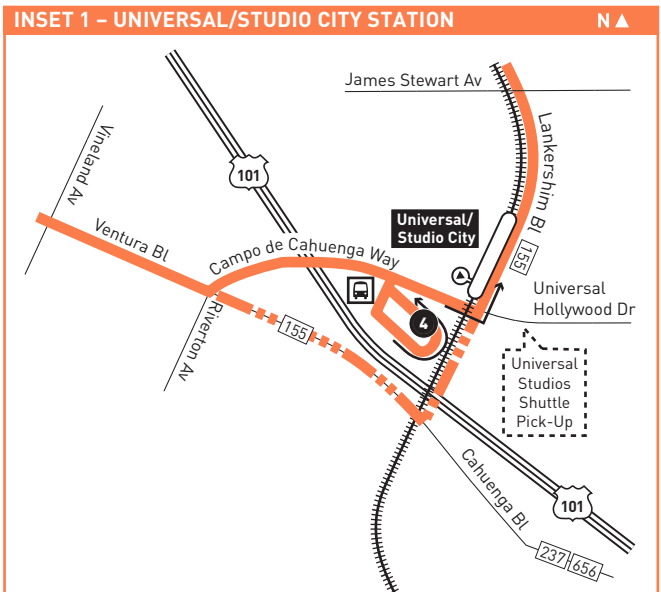 INSET 1 – UNIVERSAL/STUDIO CITY STATION
N
James Stewart Av
Vineland Av
Lankershim Bl
101
Universal/
Studio City
Ventura Bl
Campo de Cahuenga Way
155
Universal
Hollywood Dr
4
Riverton Av
155
Universal
Studios
Shuttle
Pick-Up
Cahuenga Bl
101
237
656